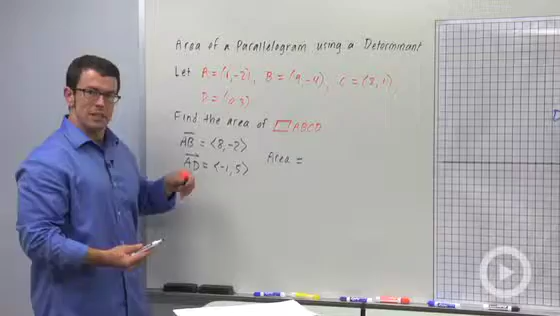 Area of a Parallelogram using a Determinant
Let A = (1,-2), B = (9,-4), C = (8,1),
D = (0,3)
Find the area of ▱ABCD
AB = <8,-2>
AD = <-1,5> Area =